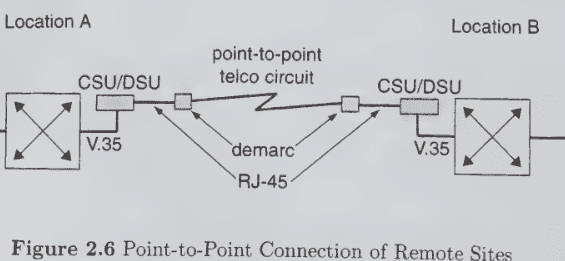 Location A
Location B
point-to-point
telco circuit
CSU/DSU
CSU/DSU
V.35
V.35
demarc
RJ-45
Figure 2.6 Point-to-Point Connection of Remote Sites